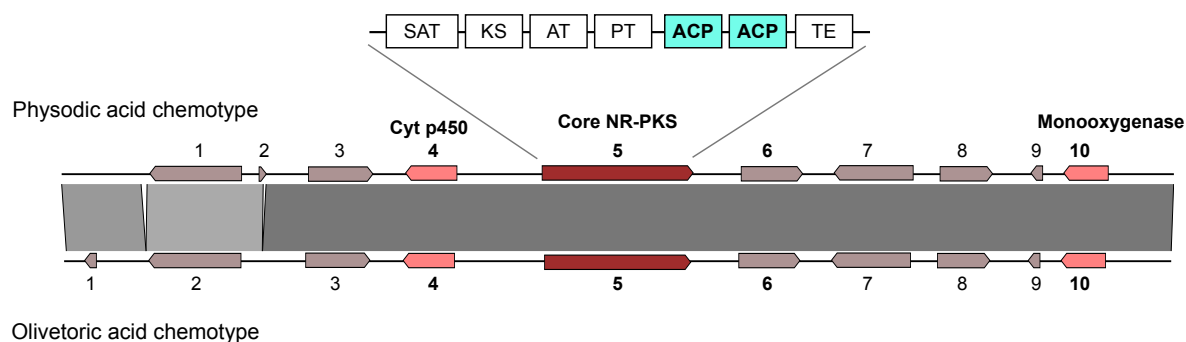 SAT KS AT PT ACP ACP TE
Physodic acid chemotype
Cyt p450 Core NR-PKS Monooxygenase
1 2 3 4 5 6 7 8 9 10
1 2 3 4 5 6 7 8 9 10
Olivetoric acid chemotype